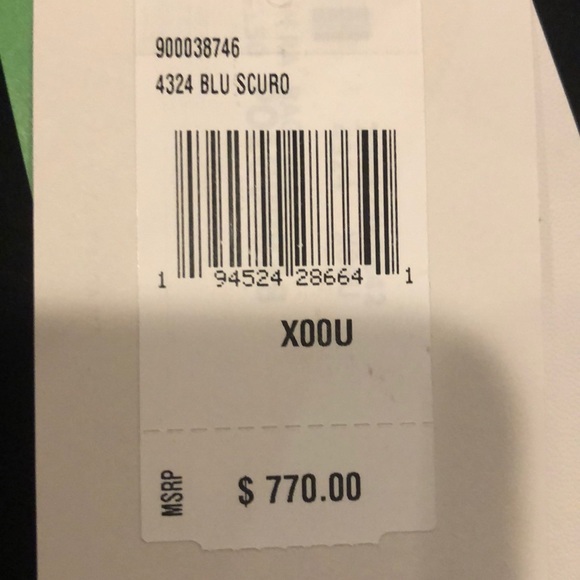 900038746
4324 BLU SCURO
1 94524 28664 1
X00U
MSRP $ 770.00